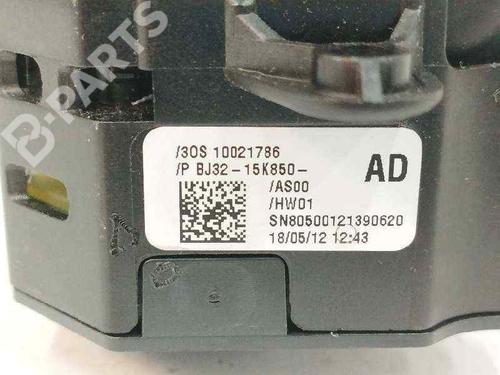 B-PARTS
/3OS 10021786
/P BJ32-15K850-
AD
/AS00
/HW01
SN80500121390620
18/05/12 12:43